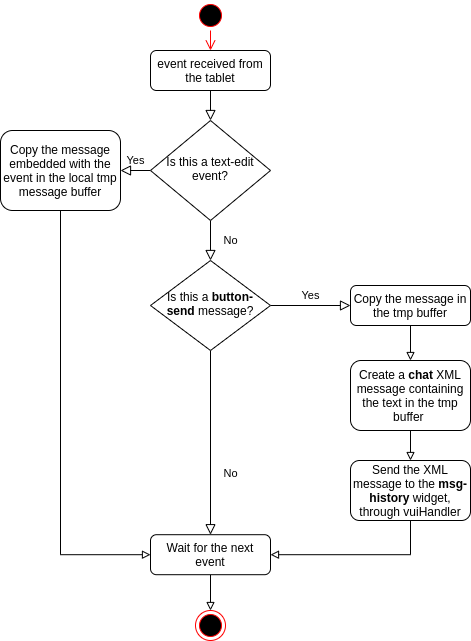 event received from
the tablet
Is this a text-edit
event?
Yes
Copy the message
embedded with the
event in the local tmp
message buffer
No
Is this a button-
send message?
Yes
Copy the message in
the tmp buffer
Create a chat XML
message containing
the text in the tmp
buffer
No
Send the XML
message to the msg-
history widget,
through vuiHandler
Wait for the next
event